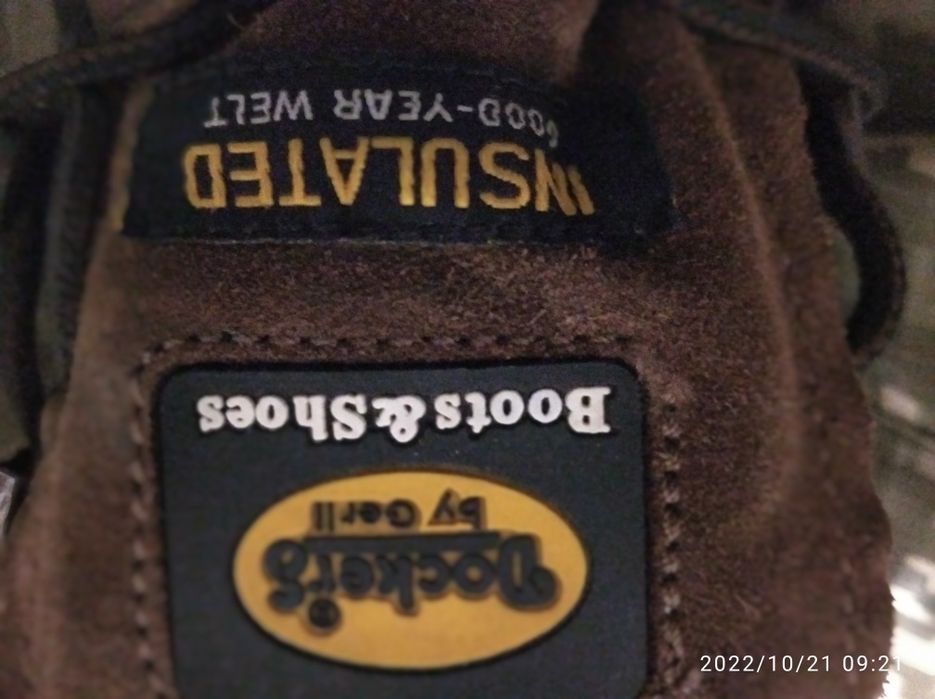 Dockers®
by Gerli
Boots&Shoes
INSULATED
GOOD-YEAR WELT
2022/10/21 09:21